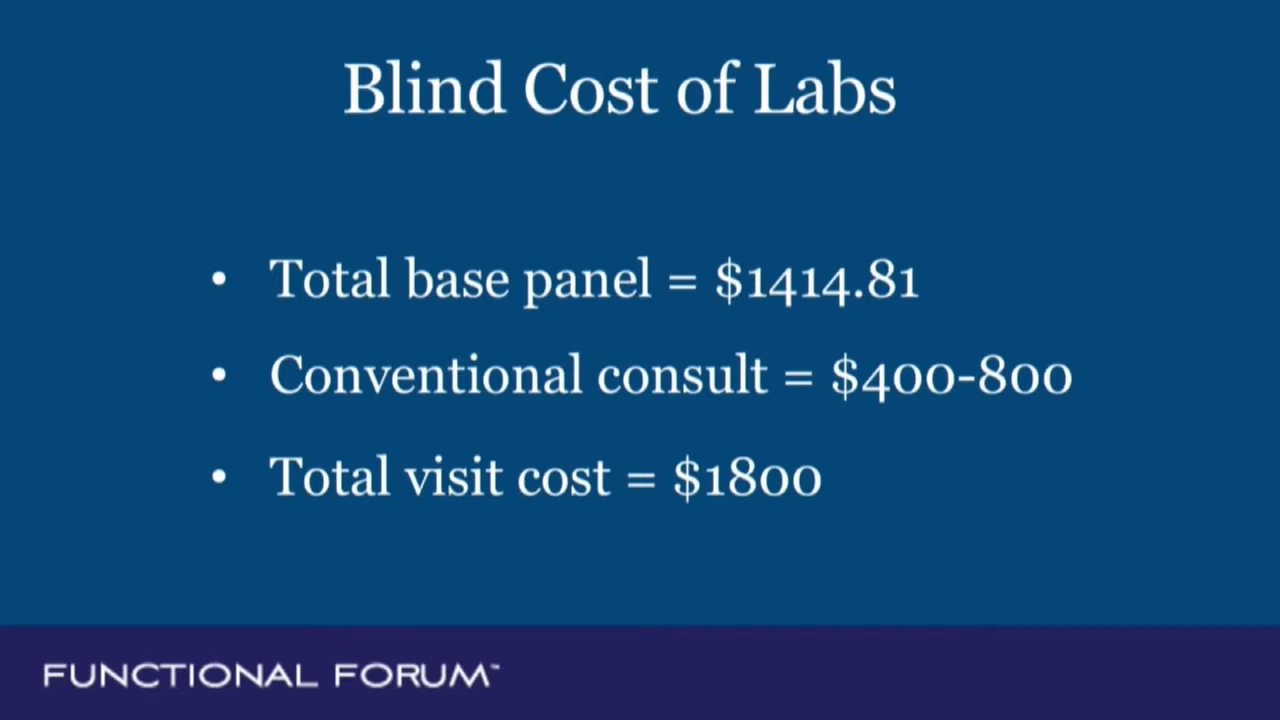 Blind Cost of Labs
• Total base panel = $1414.81
• Conventional consult = $400-800
• Total visit cost = $1800
FUNCTIONAL FORUM™